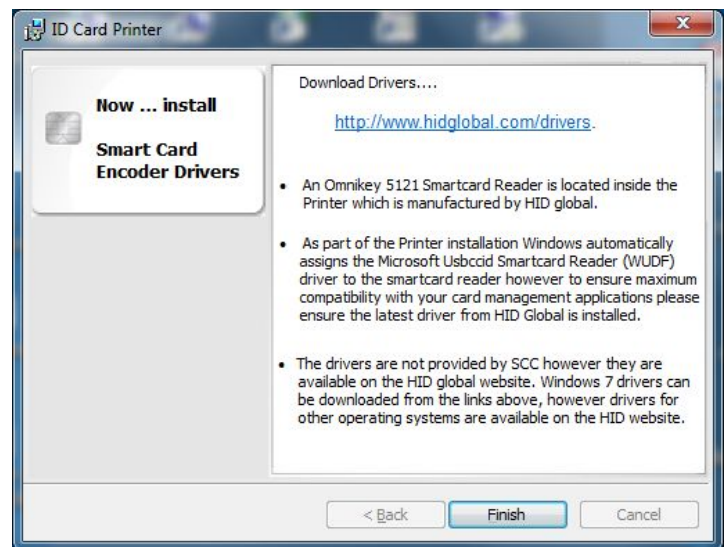 ID Card Printer
Now ... install
Smart Card
Encoder Drivers
Download Drivers....
http://www.hidglobal.com/drivers.
• An Omnikey 5121 Smartcard Reader is located inside the
Printer which is manufactured by HID global.
• As part of the Printer installation Windows automatically
assigns the Microsoft Usbccid Smartcard Reader (WUDF)
driver to the smartcard reader however to ensure maximum
compatibility with your card management applications please
ensure the latest driver from HID Global is installed.
• The drivers are not provided by SCC however they are
available on the HID global website. Windows 7 drivers can
be downloaded from the links above, however drivers for
other operating systems are available on the HID website.
< Back Finish Cancel